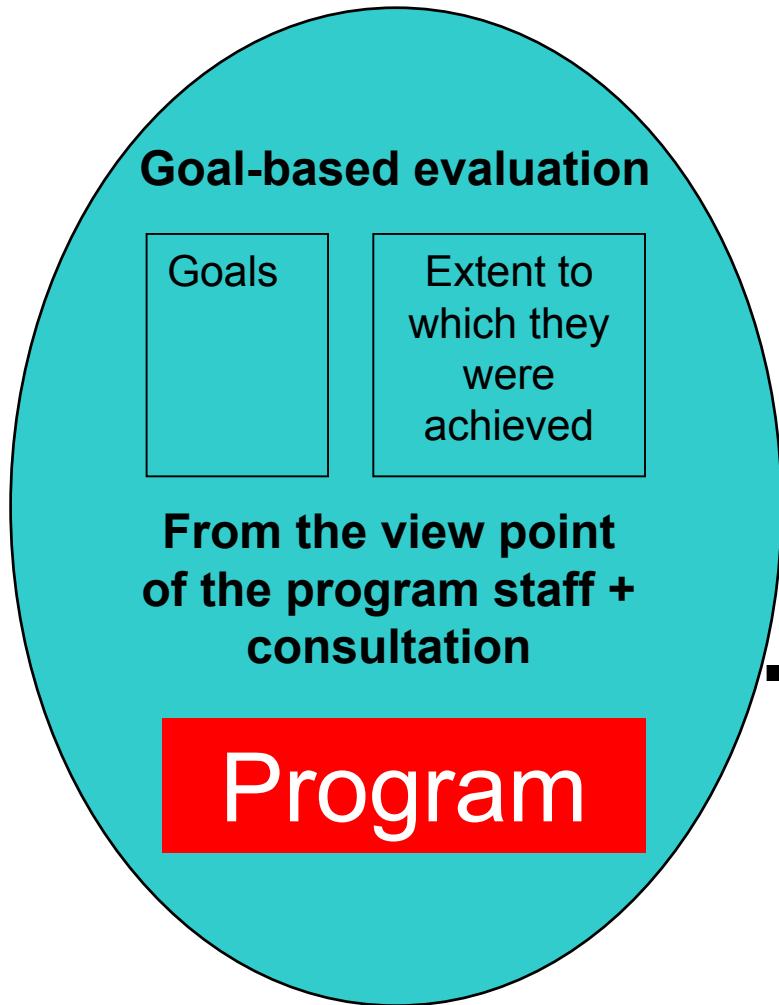 Goal-based evaluation
Goals
Extent to
which they
were
achieved
From the view point
of the program staff +
consultation
Program